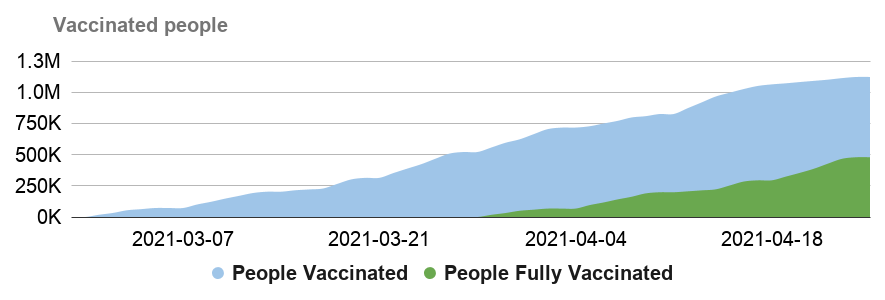 Vaccinated people
1.3M
1.0M
750K
500K
250K
0K
2021-03-07 2021-03-21 2021-04-04 2021-04-18
People Vaccinated People Fully Vaccinated